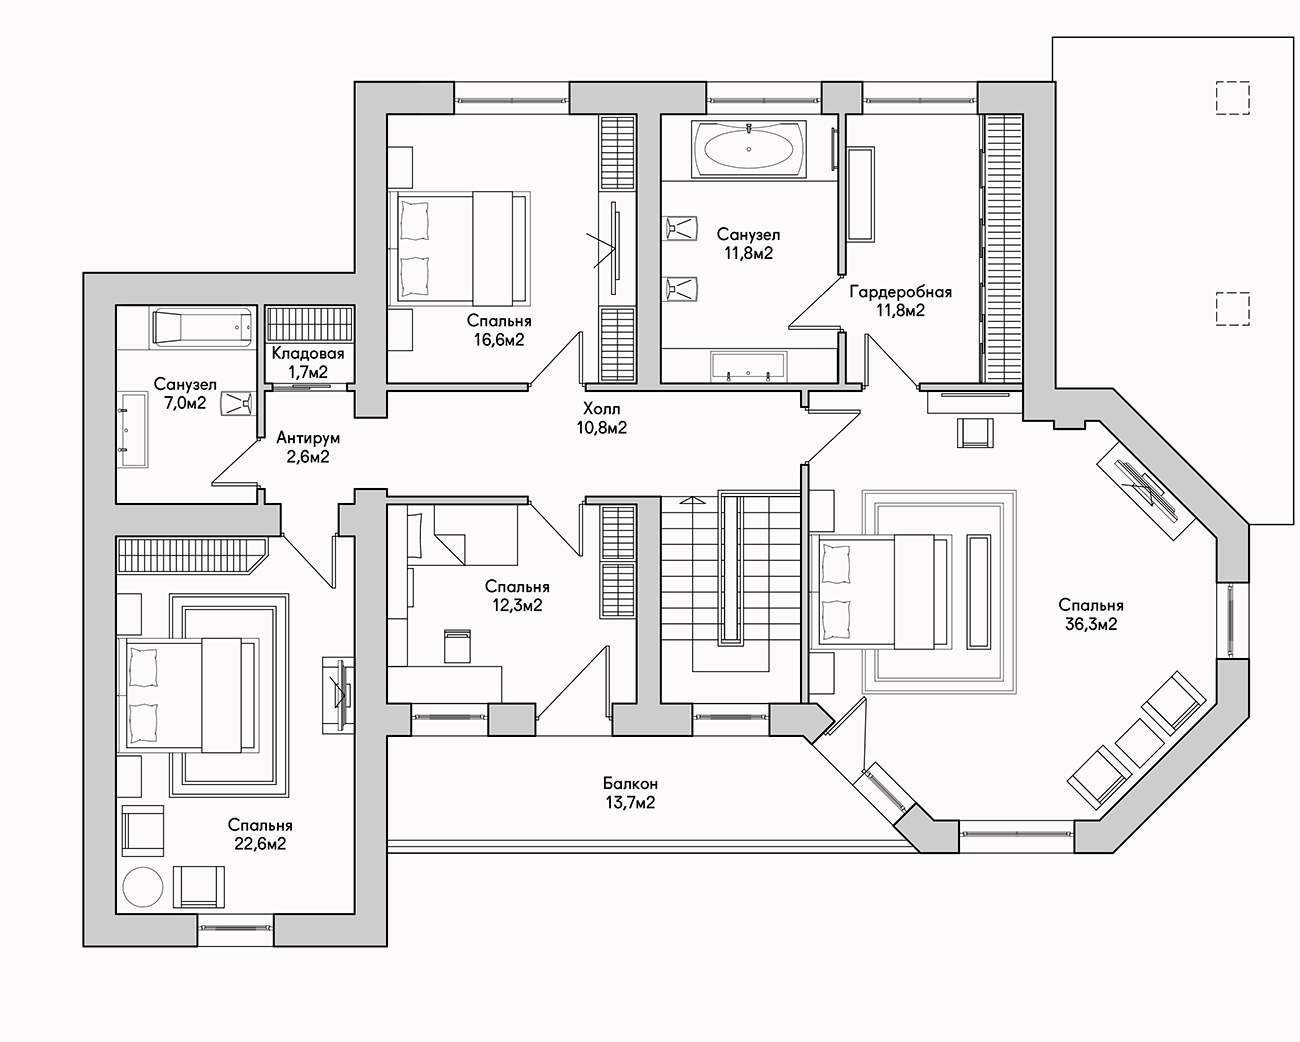 Санузел
11,8м2
Гардеробная
11,8м2
Спальня
16,6м2
Кладовая
1,7м2
Санузел
7,0м2
Холл
10,8м2
Антирум
2,6м2
Спальня
12,3м2
Спальня
36,3м2
Балкон
13,7м2
Спальня
22,6м2